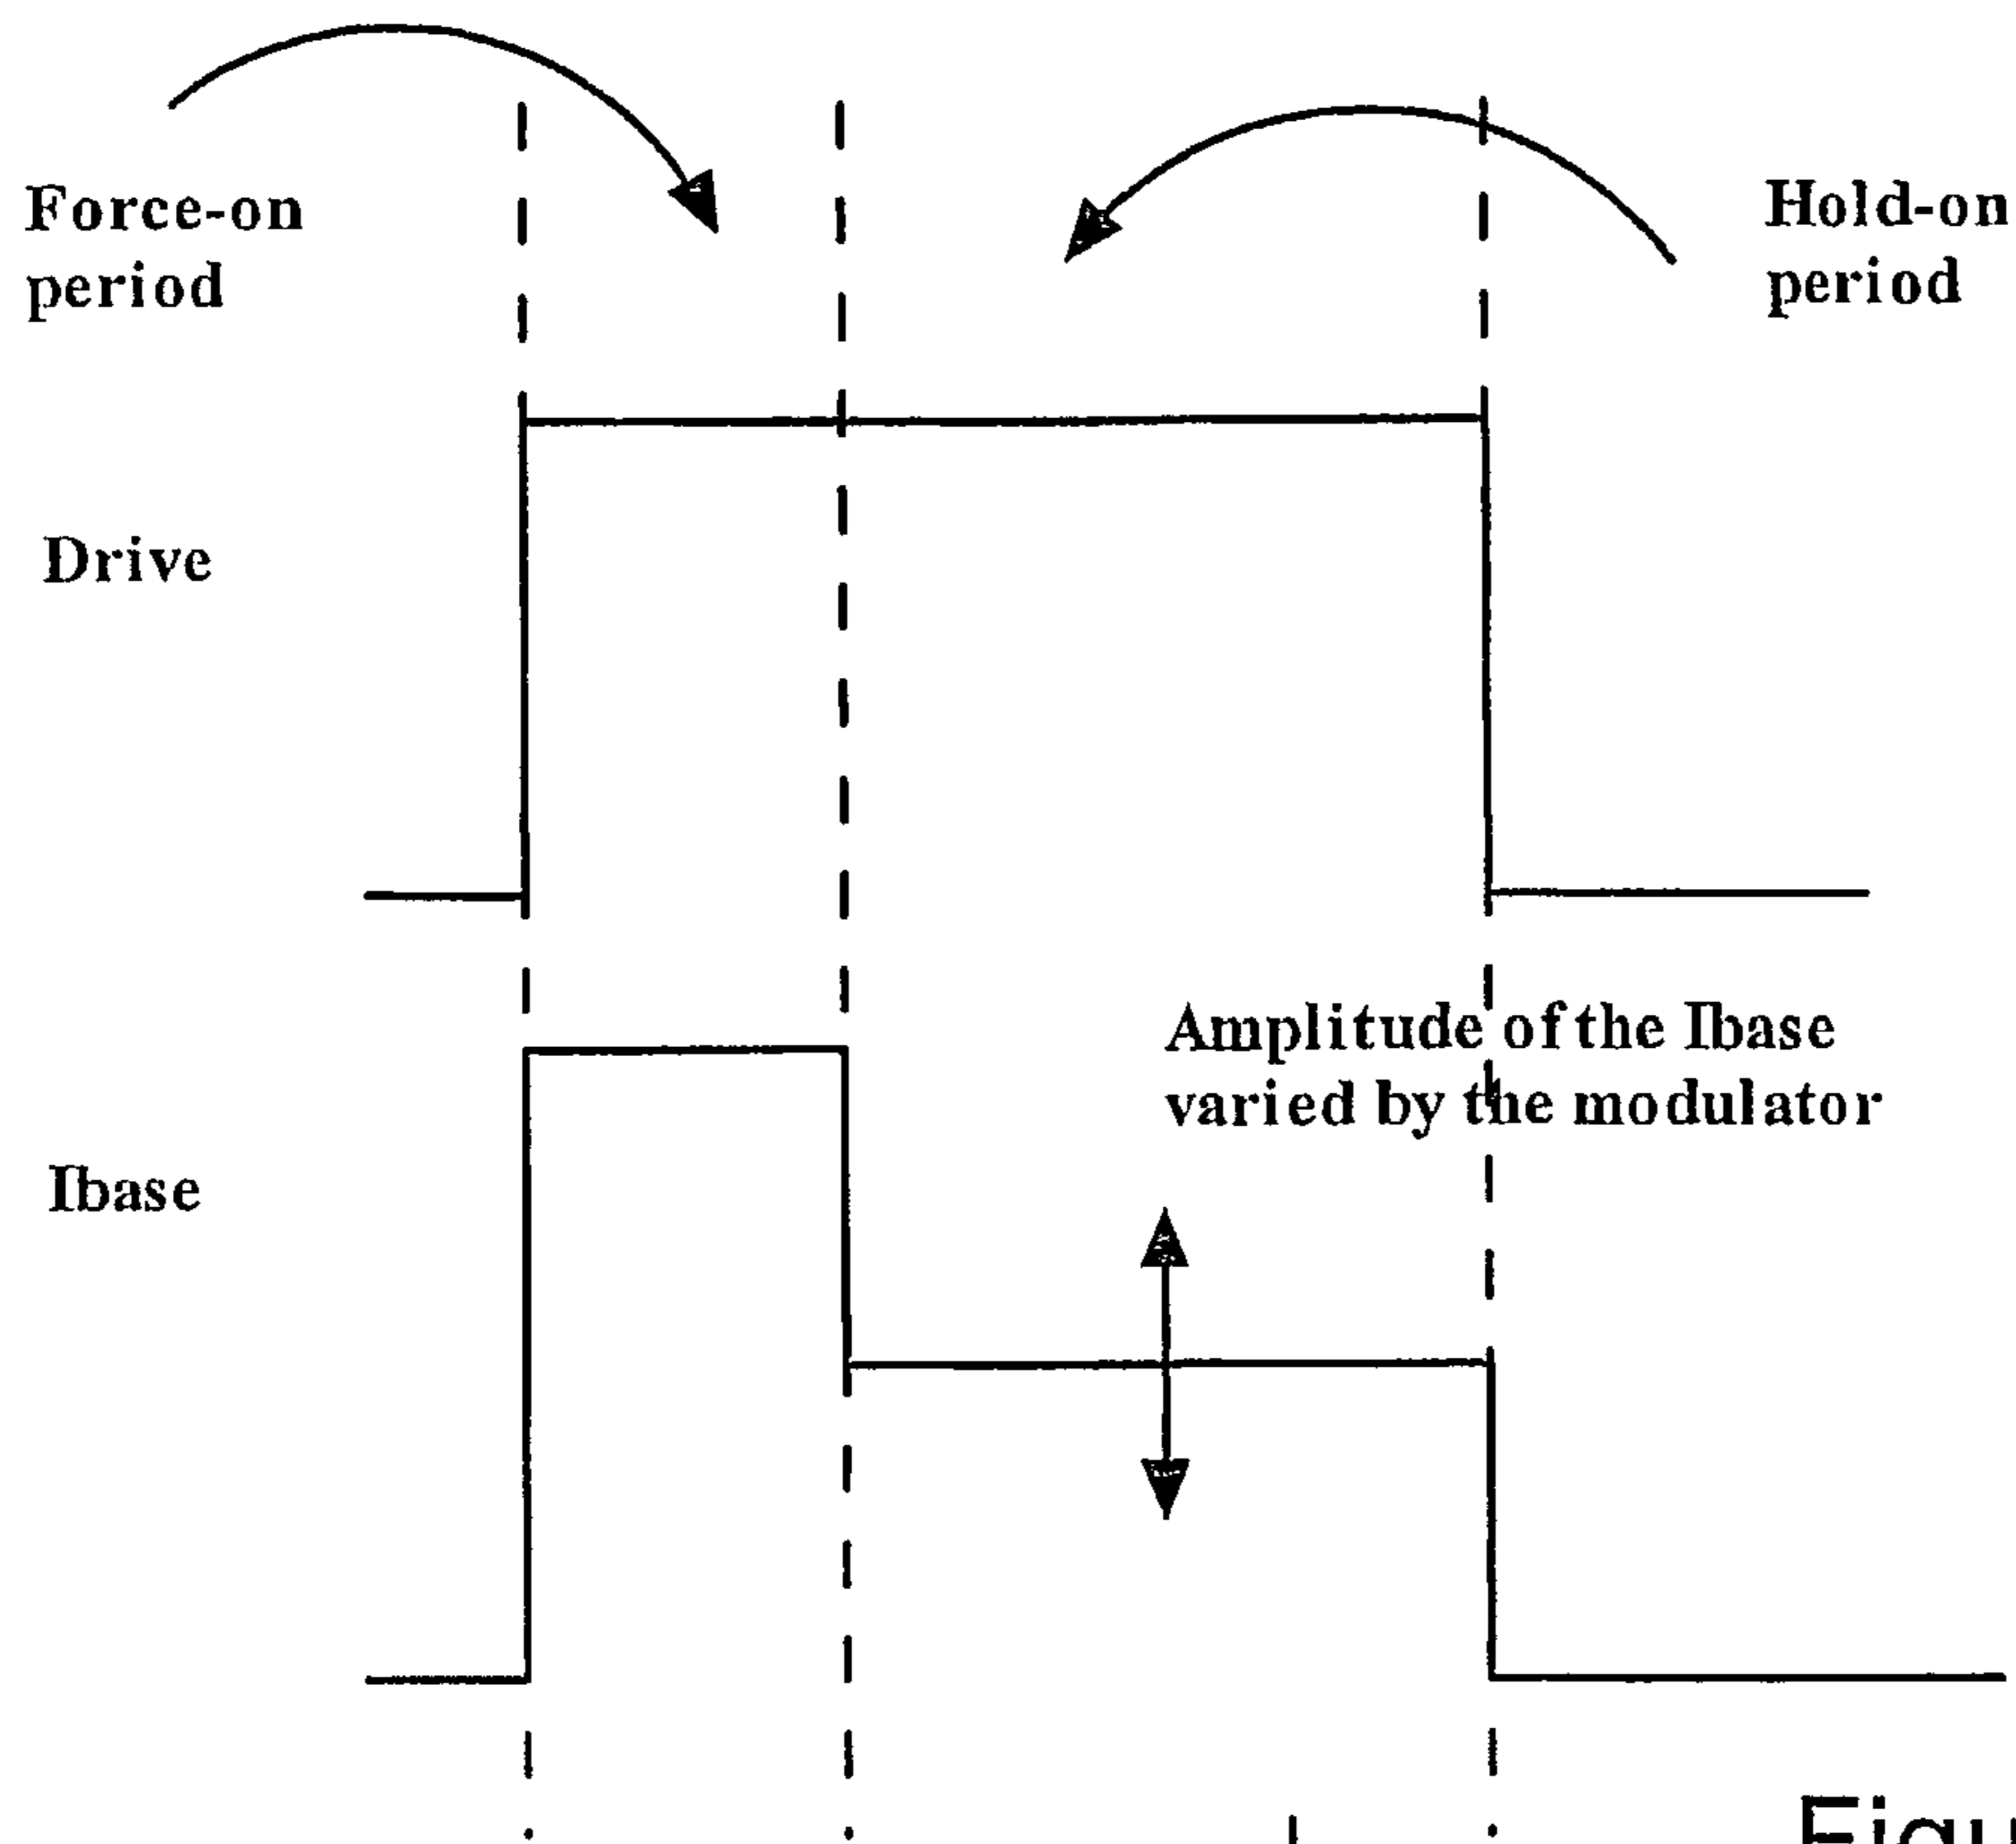 Force-on
period
Hold-on
period
Drive
Amplitude of the Ibase
varied by the modulator
Ibase